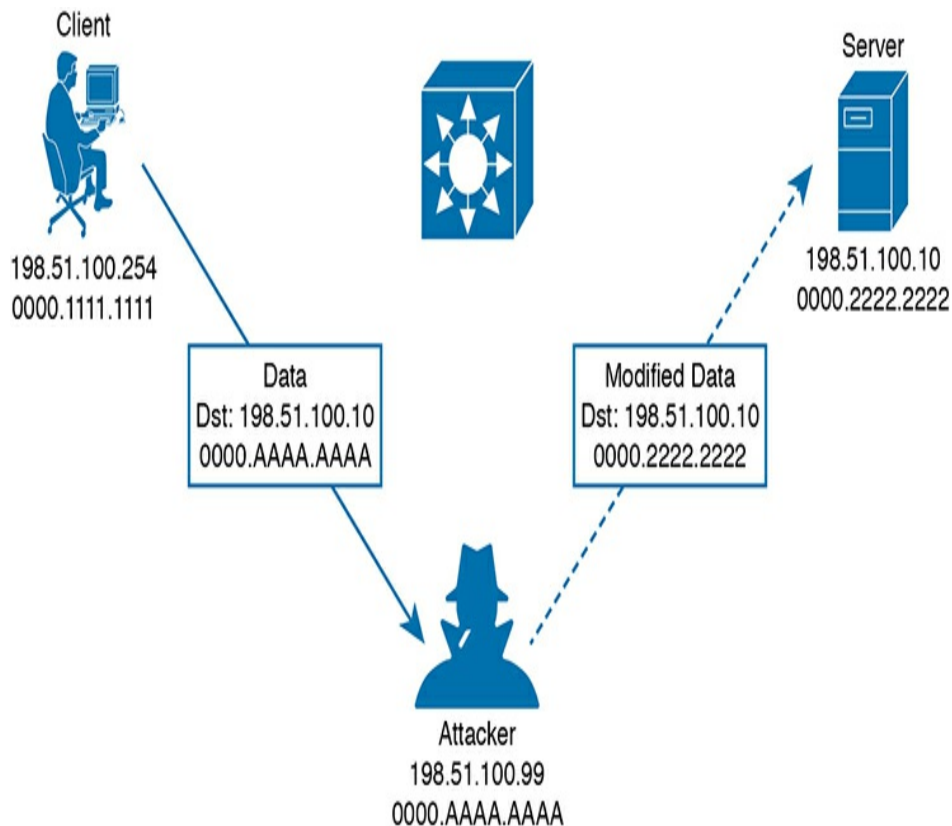 Client
198.51.100.254
0000.1111.1111
Server
198.51.100.10
0000.2222.2222
Data
Dst: 198.51.100.10
0000.AAAA.AAAA
Modified Data
Dst: 198.51.100.10
0000.2222.2222
Attacker
198.51.100.99
0000.AAAA.AAAA